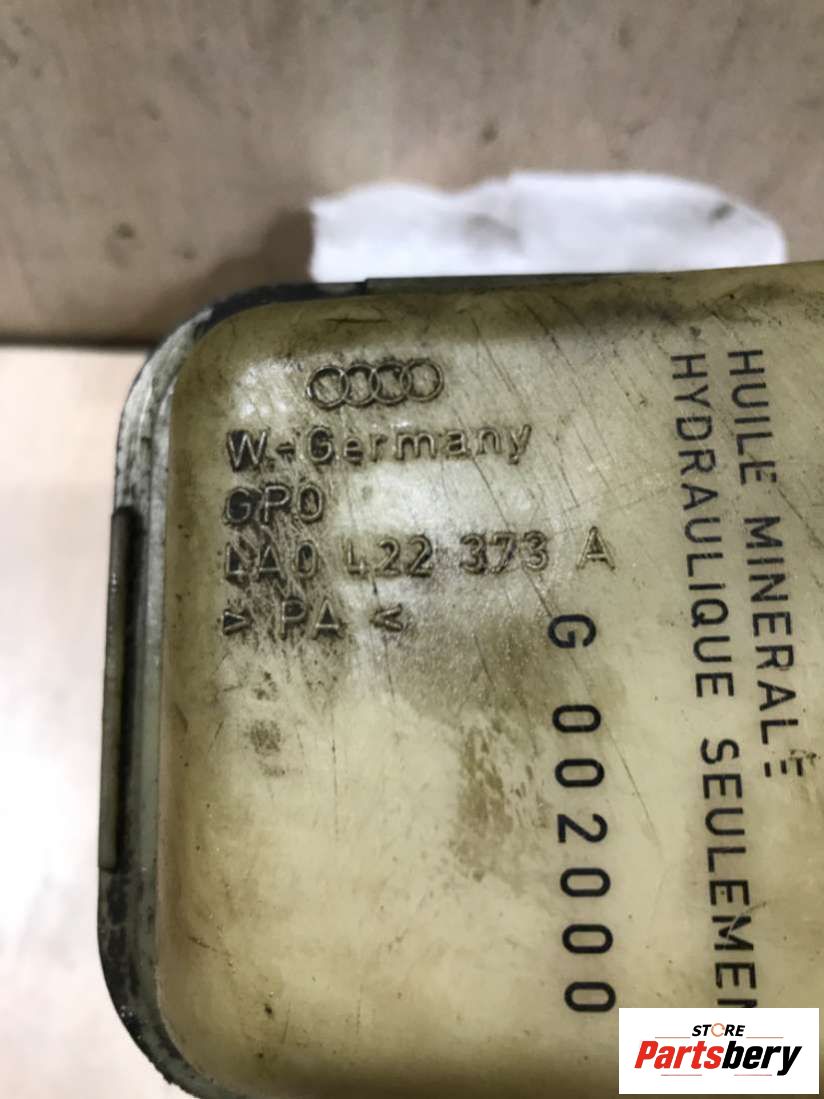 W-Germany
GPO
4A0 422 373 A
> PA <
G 002000
HUILE MINERALE
HYDRAULIQUE SEULEMEN
STORE
Partsbery